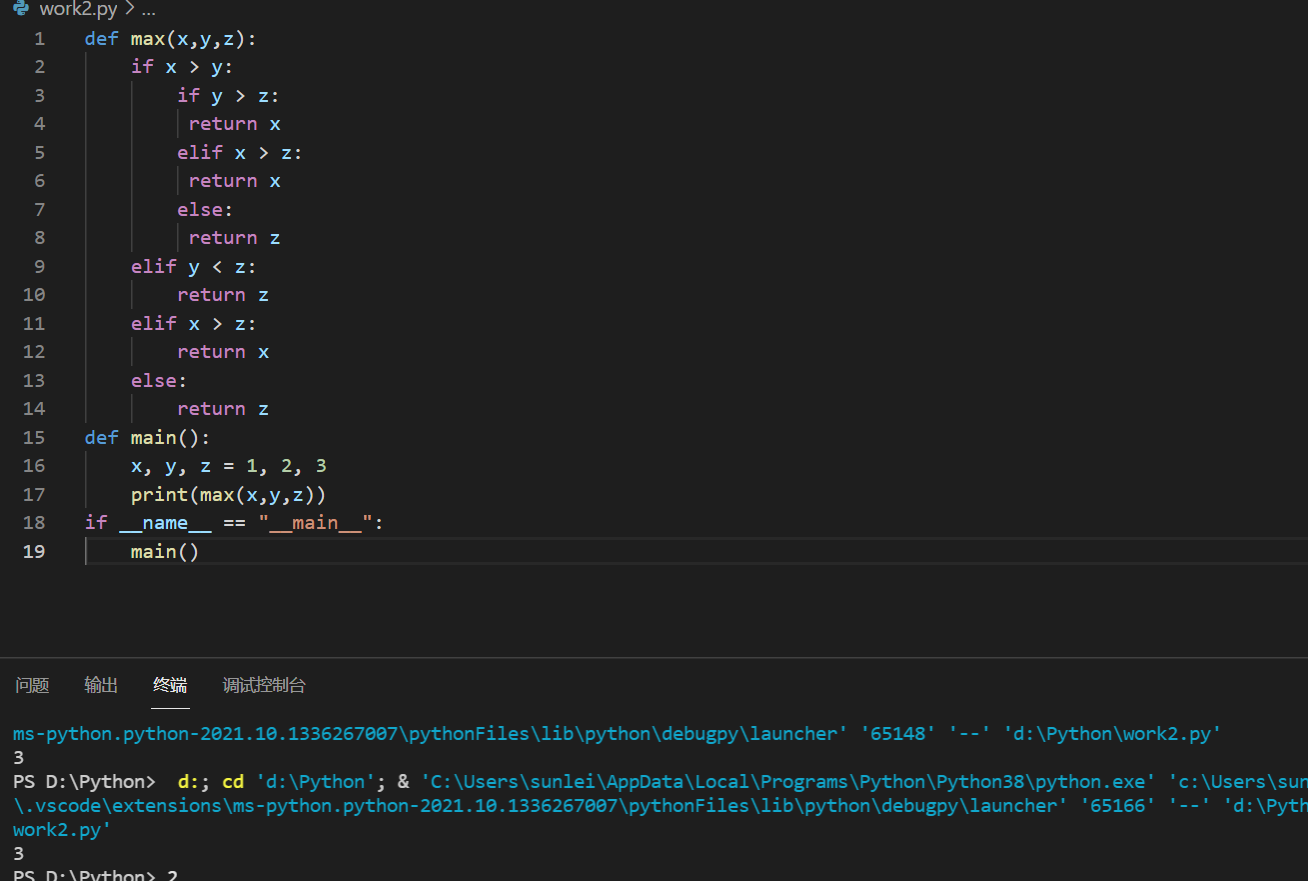 work2.py > ...
1 def max(x,y,z):
2     if x > y:
3         if y > z:
4          return x
5         elif x > z:
6          return x
7         else:
8          return z
9     elif y < z:
10         return z
11     elif x > z:
12         return x
13     else:
14         return z
15 def main():
16     x, y, z = 1, 2, 3
17     print(max(x,y,z))
18 if __name__ == "__main__":
19     main()
问题 输出 终端 调试控制台
ms-python.python-2021.10.1336267007\pythonFiles\lib\python\debugpy\launcher' '65148' '--' 'd:\Python\work2.py'
3
PS D:\Python>  d:; cd 'd:\Python'; & 'C:\Users\sunlei\AppData\Local\Programs\Python\Python38\python.exe' 'c:\Users\sun
\.vscode\extensions\ms-python.python-2021.10.1336267007\pythonFiles\lib\python\debugpy\launcher' '65166' '--' 'd:\Pyth
work2.py'
3
PS D:\Python> 2